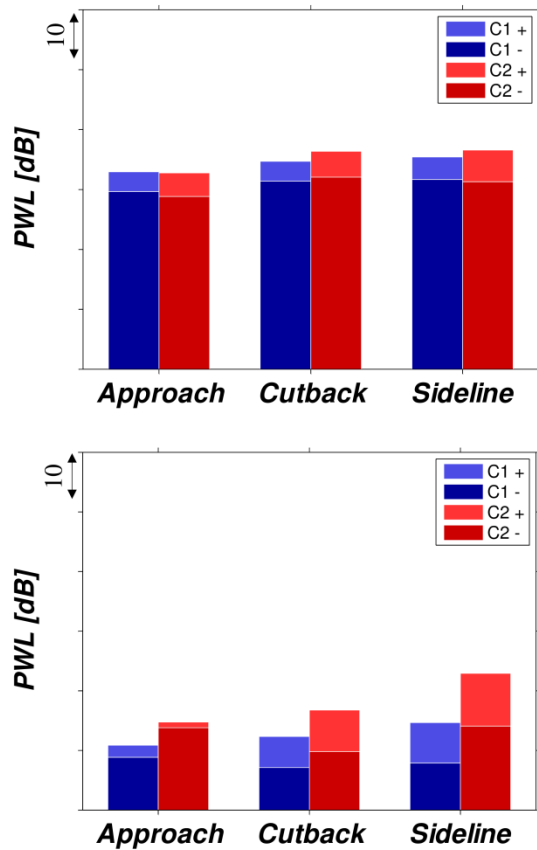 10
C1 +
C1 -
C2 +
C2 -
PWL [dB]
Approach Cutback Sideline
10
C1 +
C1 -
C2 +
C2 -
PWL [dB]
Approach Cutback Sideline